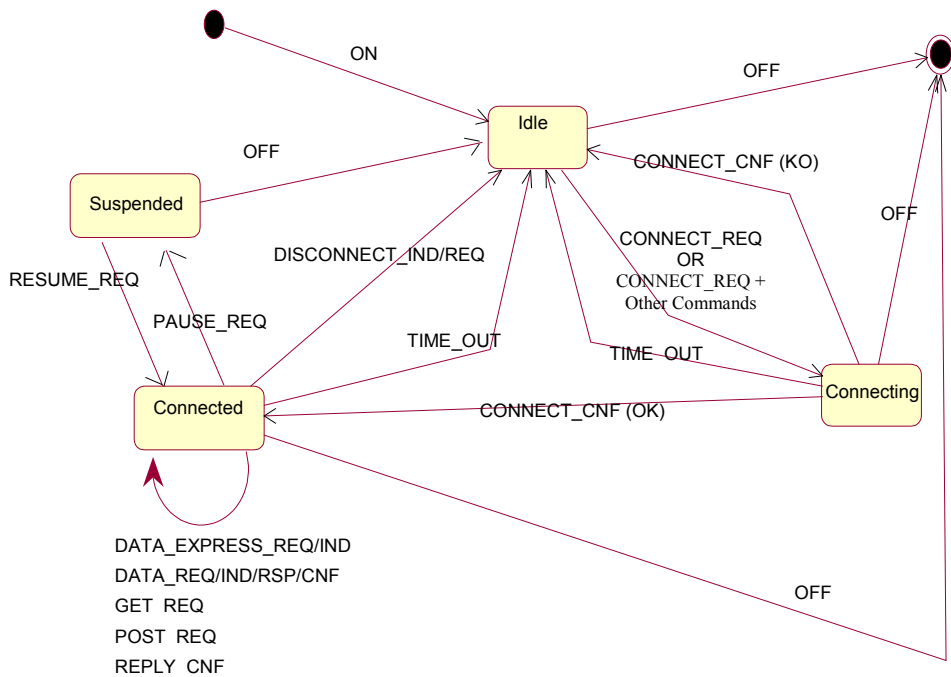 ON
OFF
Idle
OFF
CONNECT_CNF (KO)
Suspended
OFF
CONNECT_REQ
OR
CONNECT_REQ +
Other Commands
DISCONNECT_IND/REQ
RESUME_REQ
PAUSE_REQ
TIME_OUT
TIME_OUT
Connected
Connecting
CONNECT_CNF (OK)
DATA_EXPRESS_REQ/IND
DATA_REQ/IND/RSP/CNF
GET_REQ
POST_REQ
REPLY_CNF
OFF